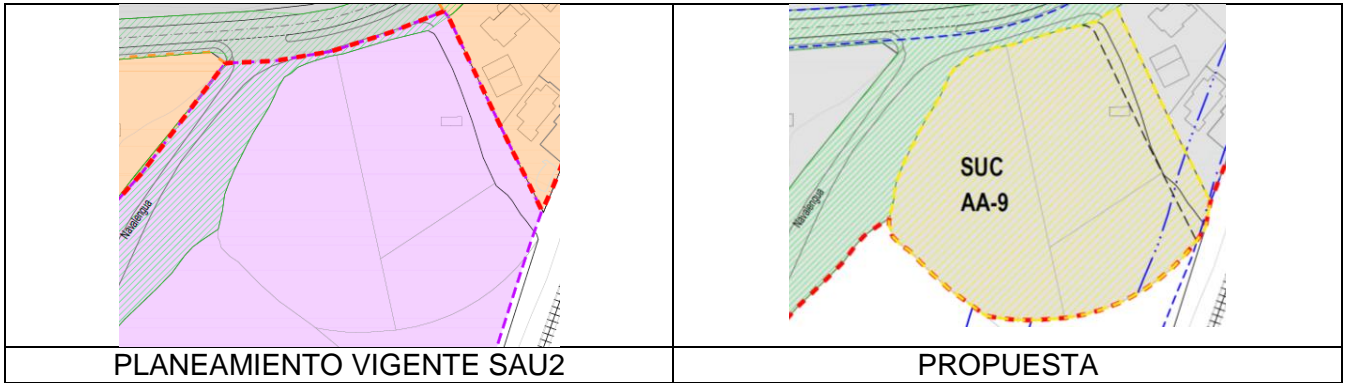 Navalengua
SUC
AA-9
Navalengua
PLANEAMIENTO VIGENTE SAU2
PROPUESTA